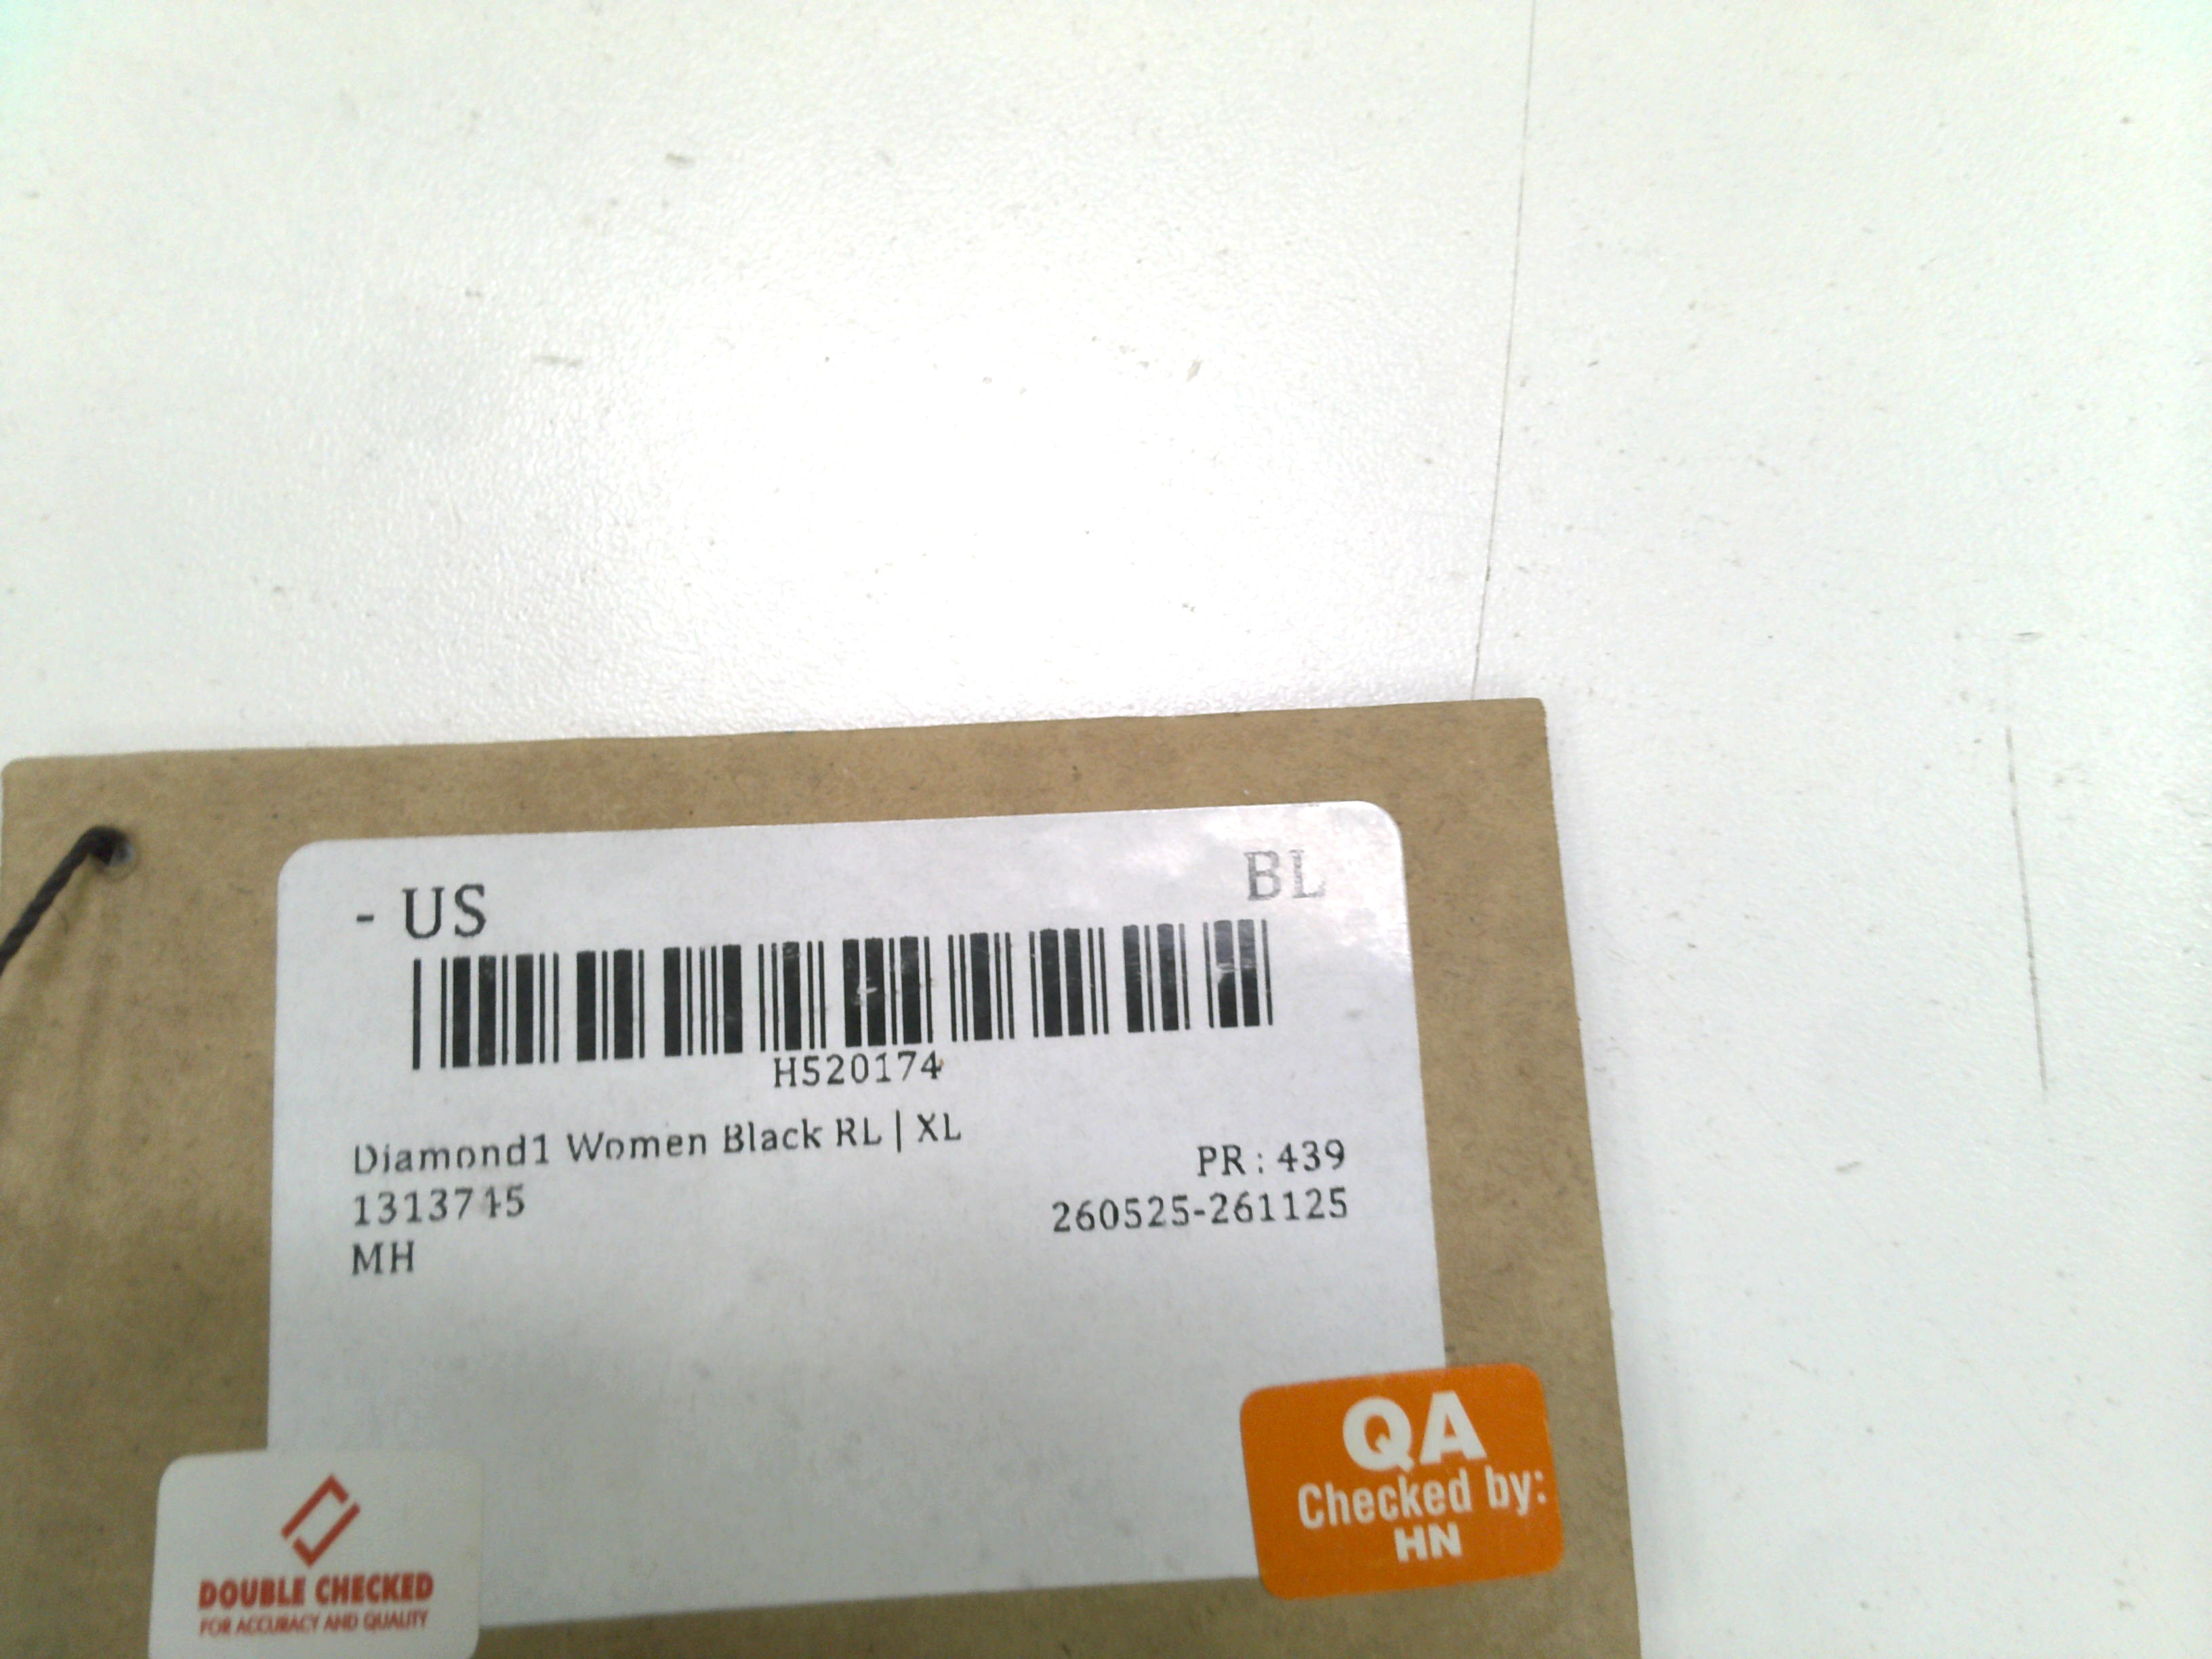 - US BL
H520174
Diamond1 Women Black RL | XL
PR : 439
1313715
260525-261125
MH
QA
Checked by:
HN
DOUBLE CHECKED
FOR ACCURACY AND QUALITY